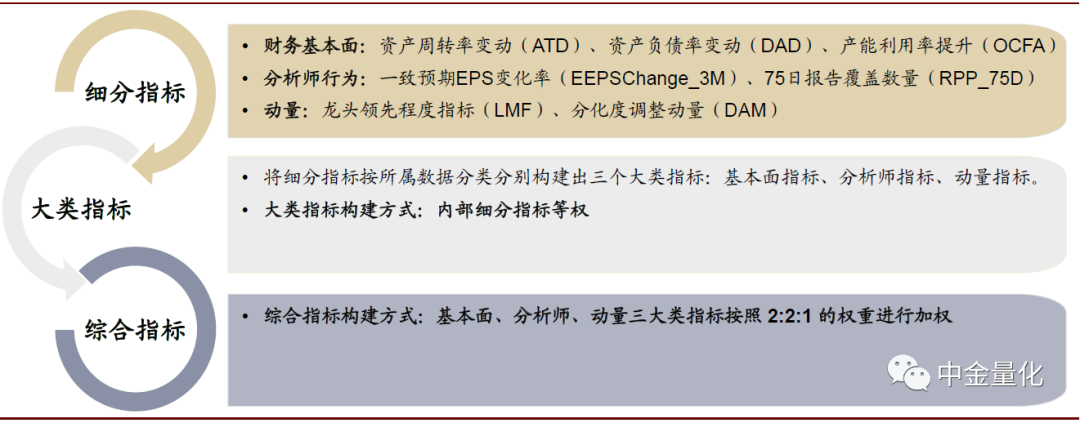 细分指标
• 财务基本面：资产周转率变动（ATD）、资产负债率变动（DAD）、产能利用率提升（OCFA）
• 分析师行为：一致预期EPS变化率（EEPSChange_3M）、75日报告覆盖数量（RPP_75D）
• 动量：龙头领先程度指标（LMF）、分化度调整动量（DAM）
大类指标
• 将细分指标按所属数据分类分别构建出三个大类指标：基本面指标、分析师指标、动量指标。
• 大类指标构建方式：内部细分指标等权
综合指标
• 综合指标构建方式：基本面、分析师、动量三大类指标按照 2:2:1 的权重进行加权
中金量化